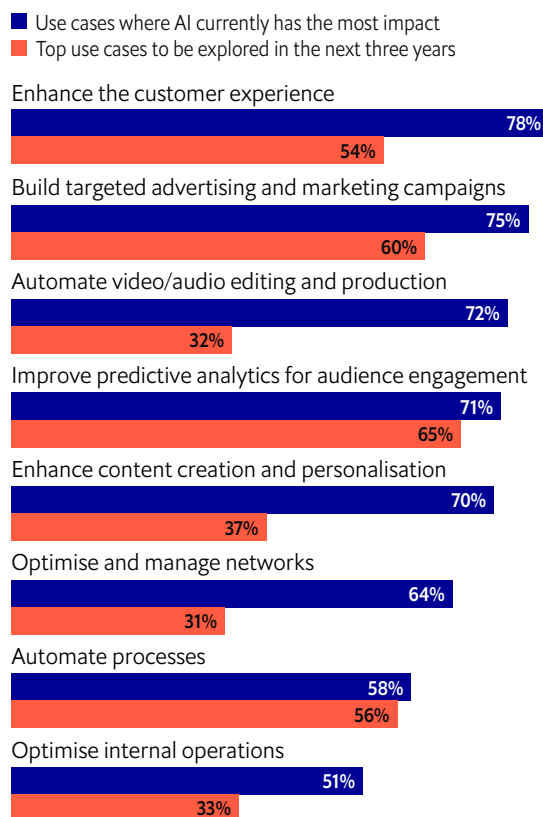 Use cases where AI currently has the most impact
Top use cases to be explored in the next three years
Enhance the customer experience
78%
54%
Build targeted advertising and marketing campaigns
75%
60%
Automate video/audio editing and production
72%
32%
Improve predictive analytics for audience engagement
71%
65%
Enhance content creation and personalisation
70%
37%
Optimise and manage networks
64%
31%
Automate processes
58%
56%
Optimise internal operations
51%
33%